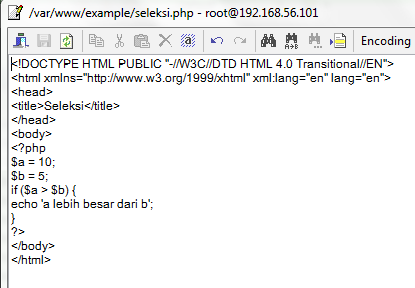 /var/www/example/seleksi.php - root@192.168.56.101
Encoding
<!DOCTYPE HTML PUBLIC "-//W3C//DTD HTML 4.0 Transitional//EN">
<html xmlns="http://www.w3.org/1999/xhtml" xml:lang="en" lang="en">
<head>
<title>Seleksi</title>
</head>
<body>
<?php
$a = 10;
$b = 5;
if ($a > $b) {
echo 'a lebih besar dari b';
}
?>
</body>
</html>